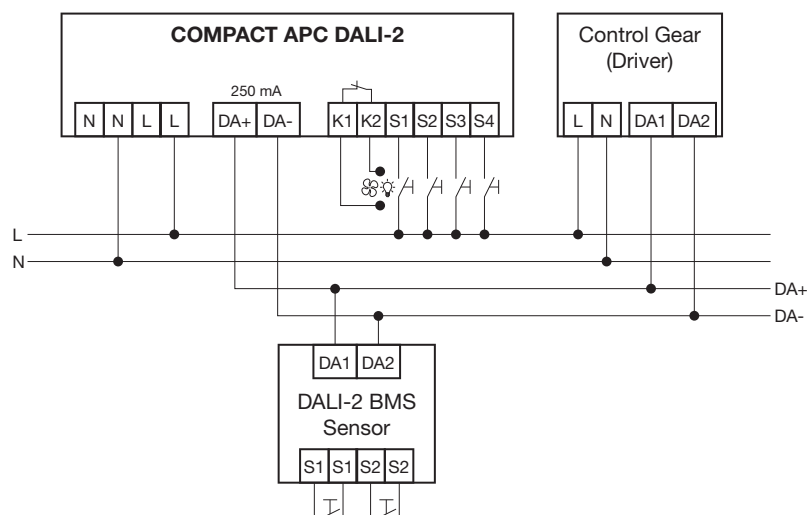 COMPACT APC DALI-2
Control Gear
(Driver)
250 mA
N N L L DA+ DA- K1 K2 S1 S2 S3 S4
L N DA1 DA2
L
N
DA+
DA-
DA1 DA2
DALI-2 BMS
Sensor
S1 S1 S2 S2